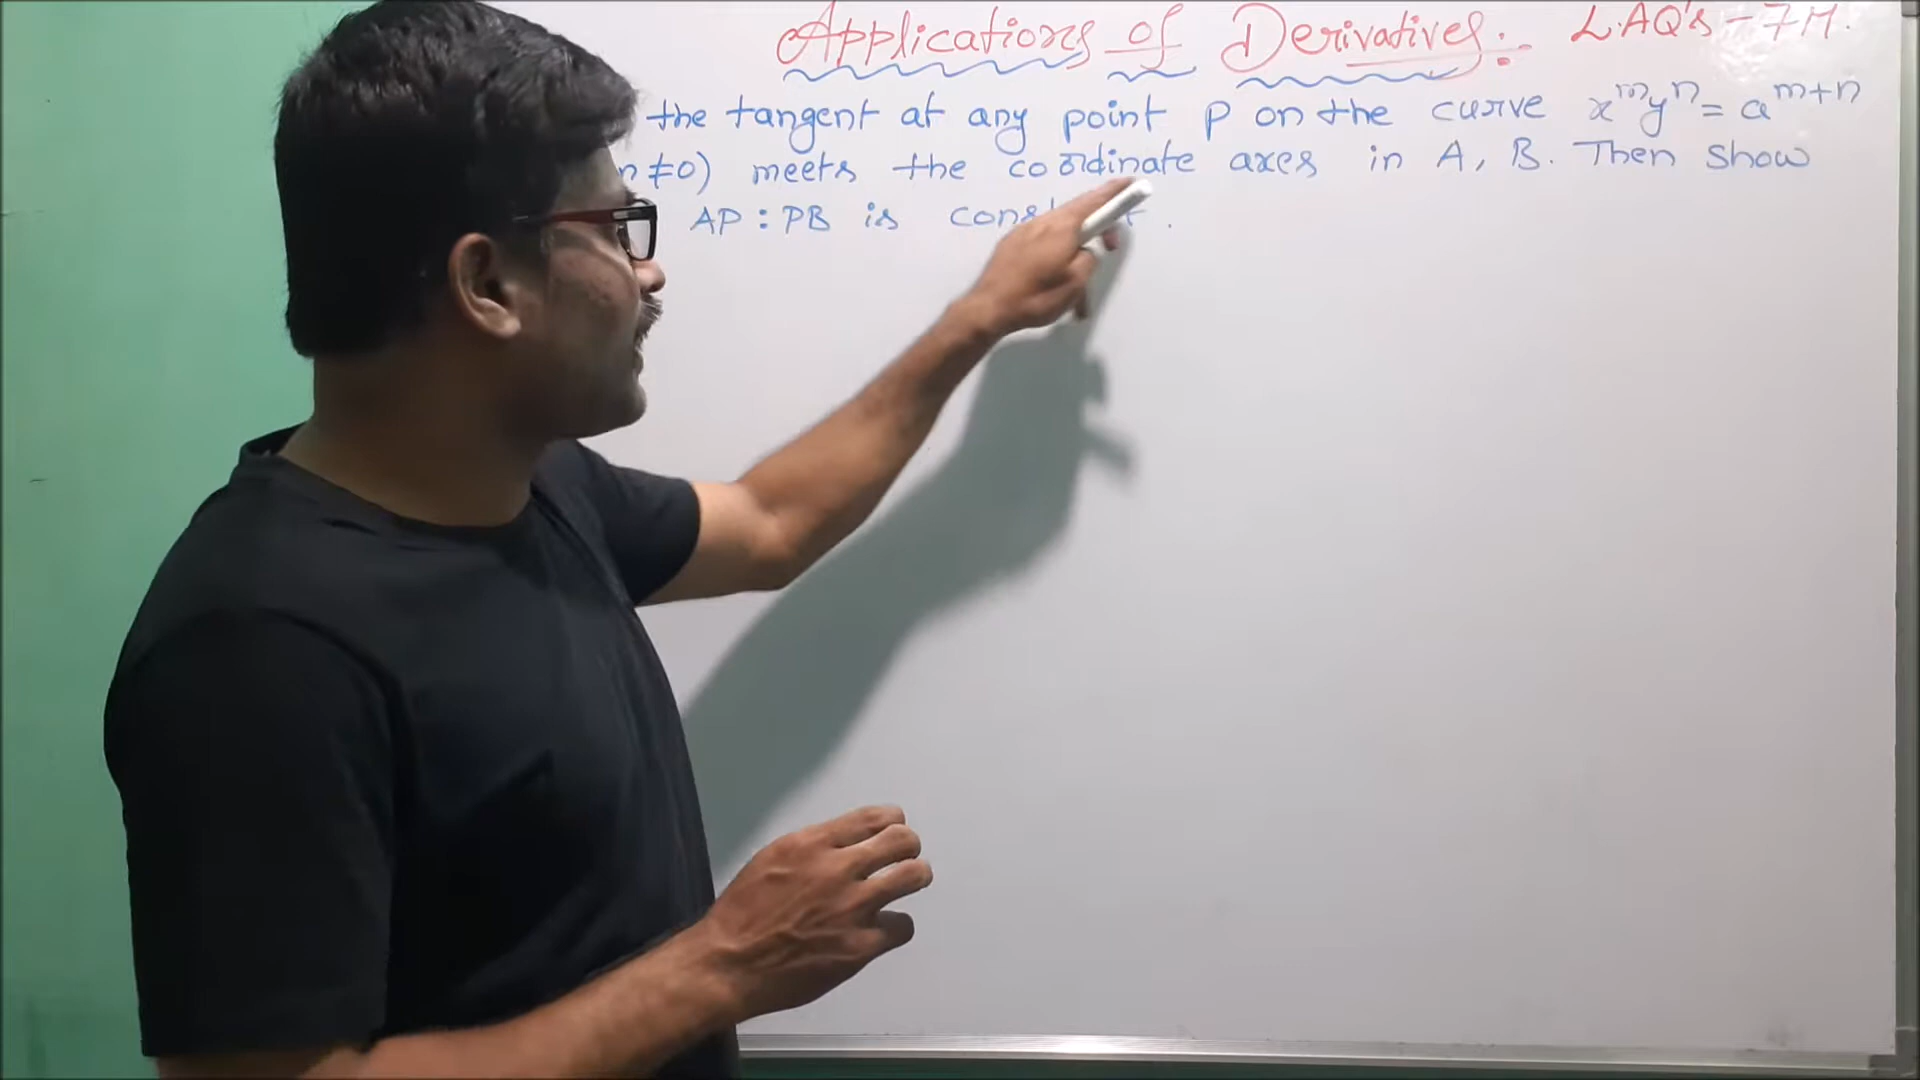 Applications of Derivatives. L.AQ's - 7M.
the tangent at any point P on the curve x^m y^n = a^{m+n}
n ≠ 0) meets the coordinate axes in A, B. Then show
AP : PB is